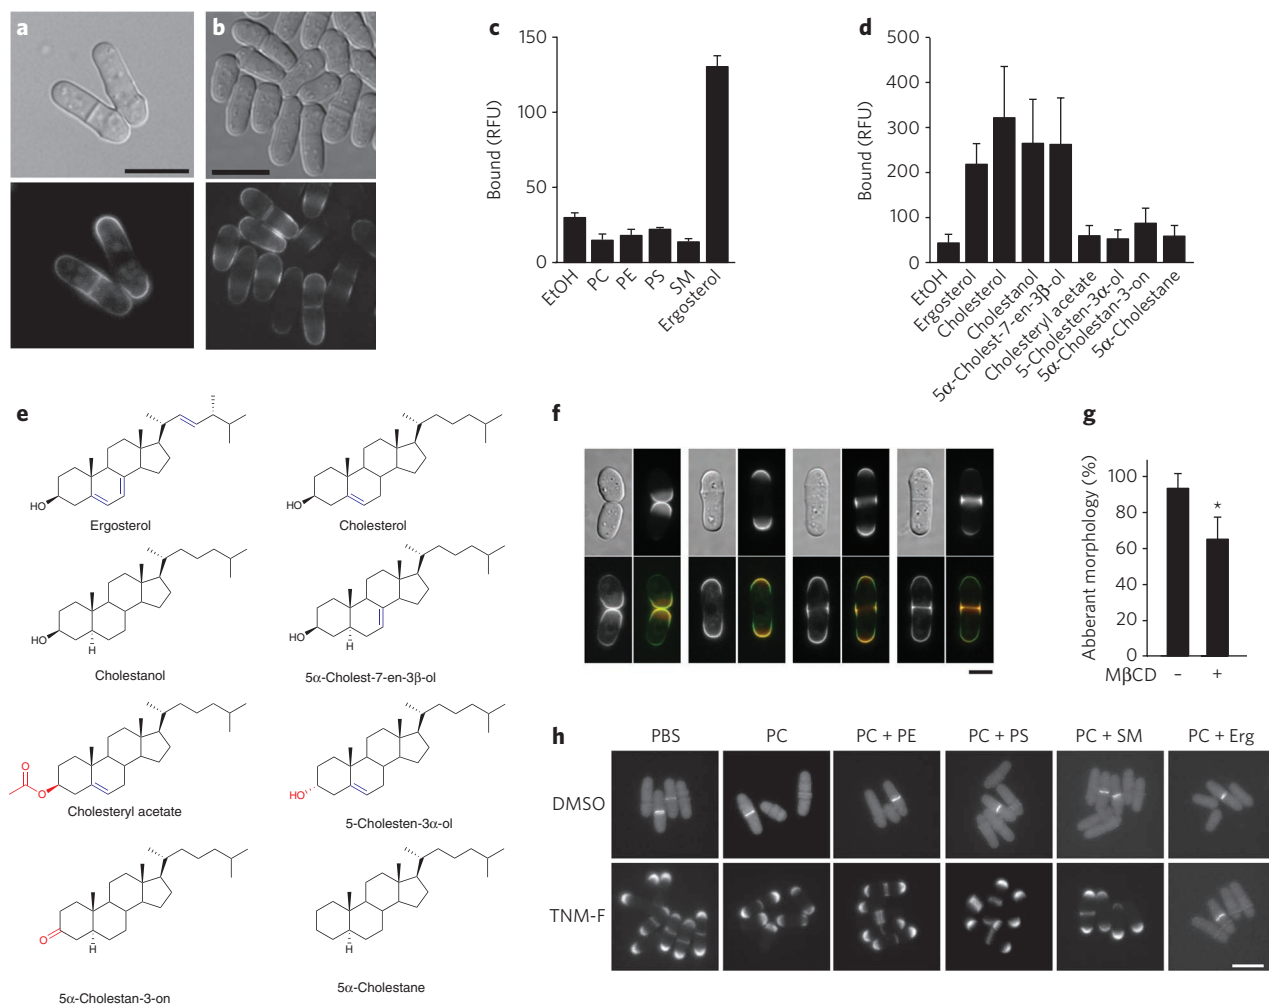 a
b
c
150
100
50
0
Bound (RFU)
EtOH
PC
PE
PS
SM
Ergosterol
d
500
400
300
200
100
0
Bound (RFU)
EtOH
Ergosterol
Cholesterol
Cholestanol
5α-Cholest-7-en-3β-ol
Cholesteryl acetate
5-Cholesten-3α-ol
5α-Cholestan-3-on
5α-Cholestane
e
HO
Ergosterol
HO
Cholesterol
HO
H
Cholestanol
HO
H
5α-Cholest-7-en-3β-ol
O
O
Cholesteryl acetate
HO
5-Cholesten-3α-ol
O
H
5α-Cholestan-3-on
H
5α-Cholestane
f
g
Abberant morphology (%)
100
80
60
40
20
0
*
MβCD – +
h
PBS PC PC + PE PC + PS PC + SM PC + Erg
DMSO
TNM-F